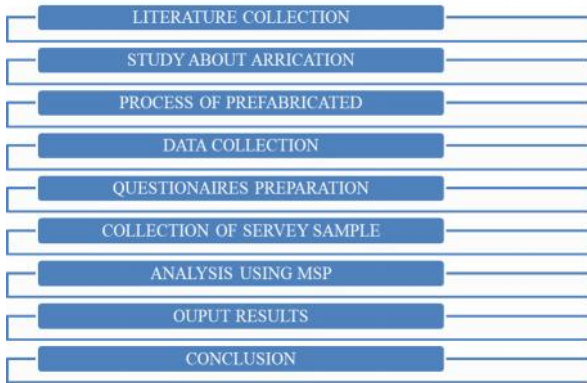 LITERATURE COLLECTION
STUDY ABOUT ARRICATION
PROCESS OF PREFABRICATED
DATA COLLECTION
QUESTIONAIRES PREPARATION
COLLECTION OF SERVEY SAMPLE
ANALYSIS USING MSP
OUPUT RESULTS
CONCLUSION